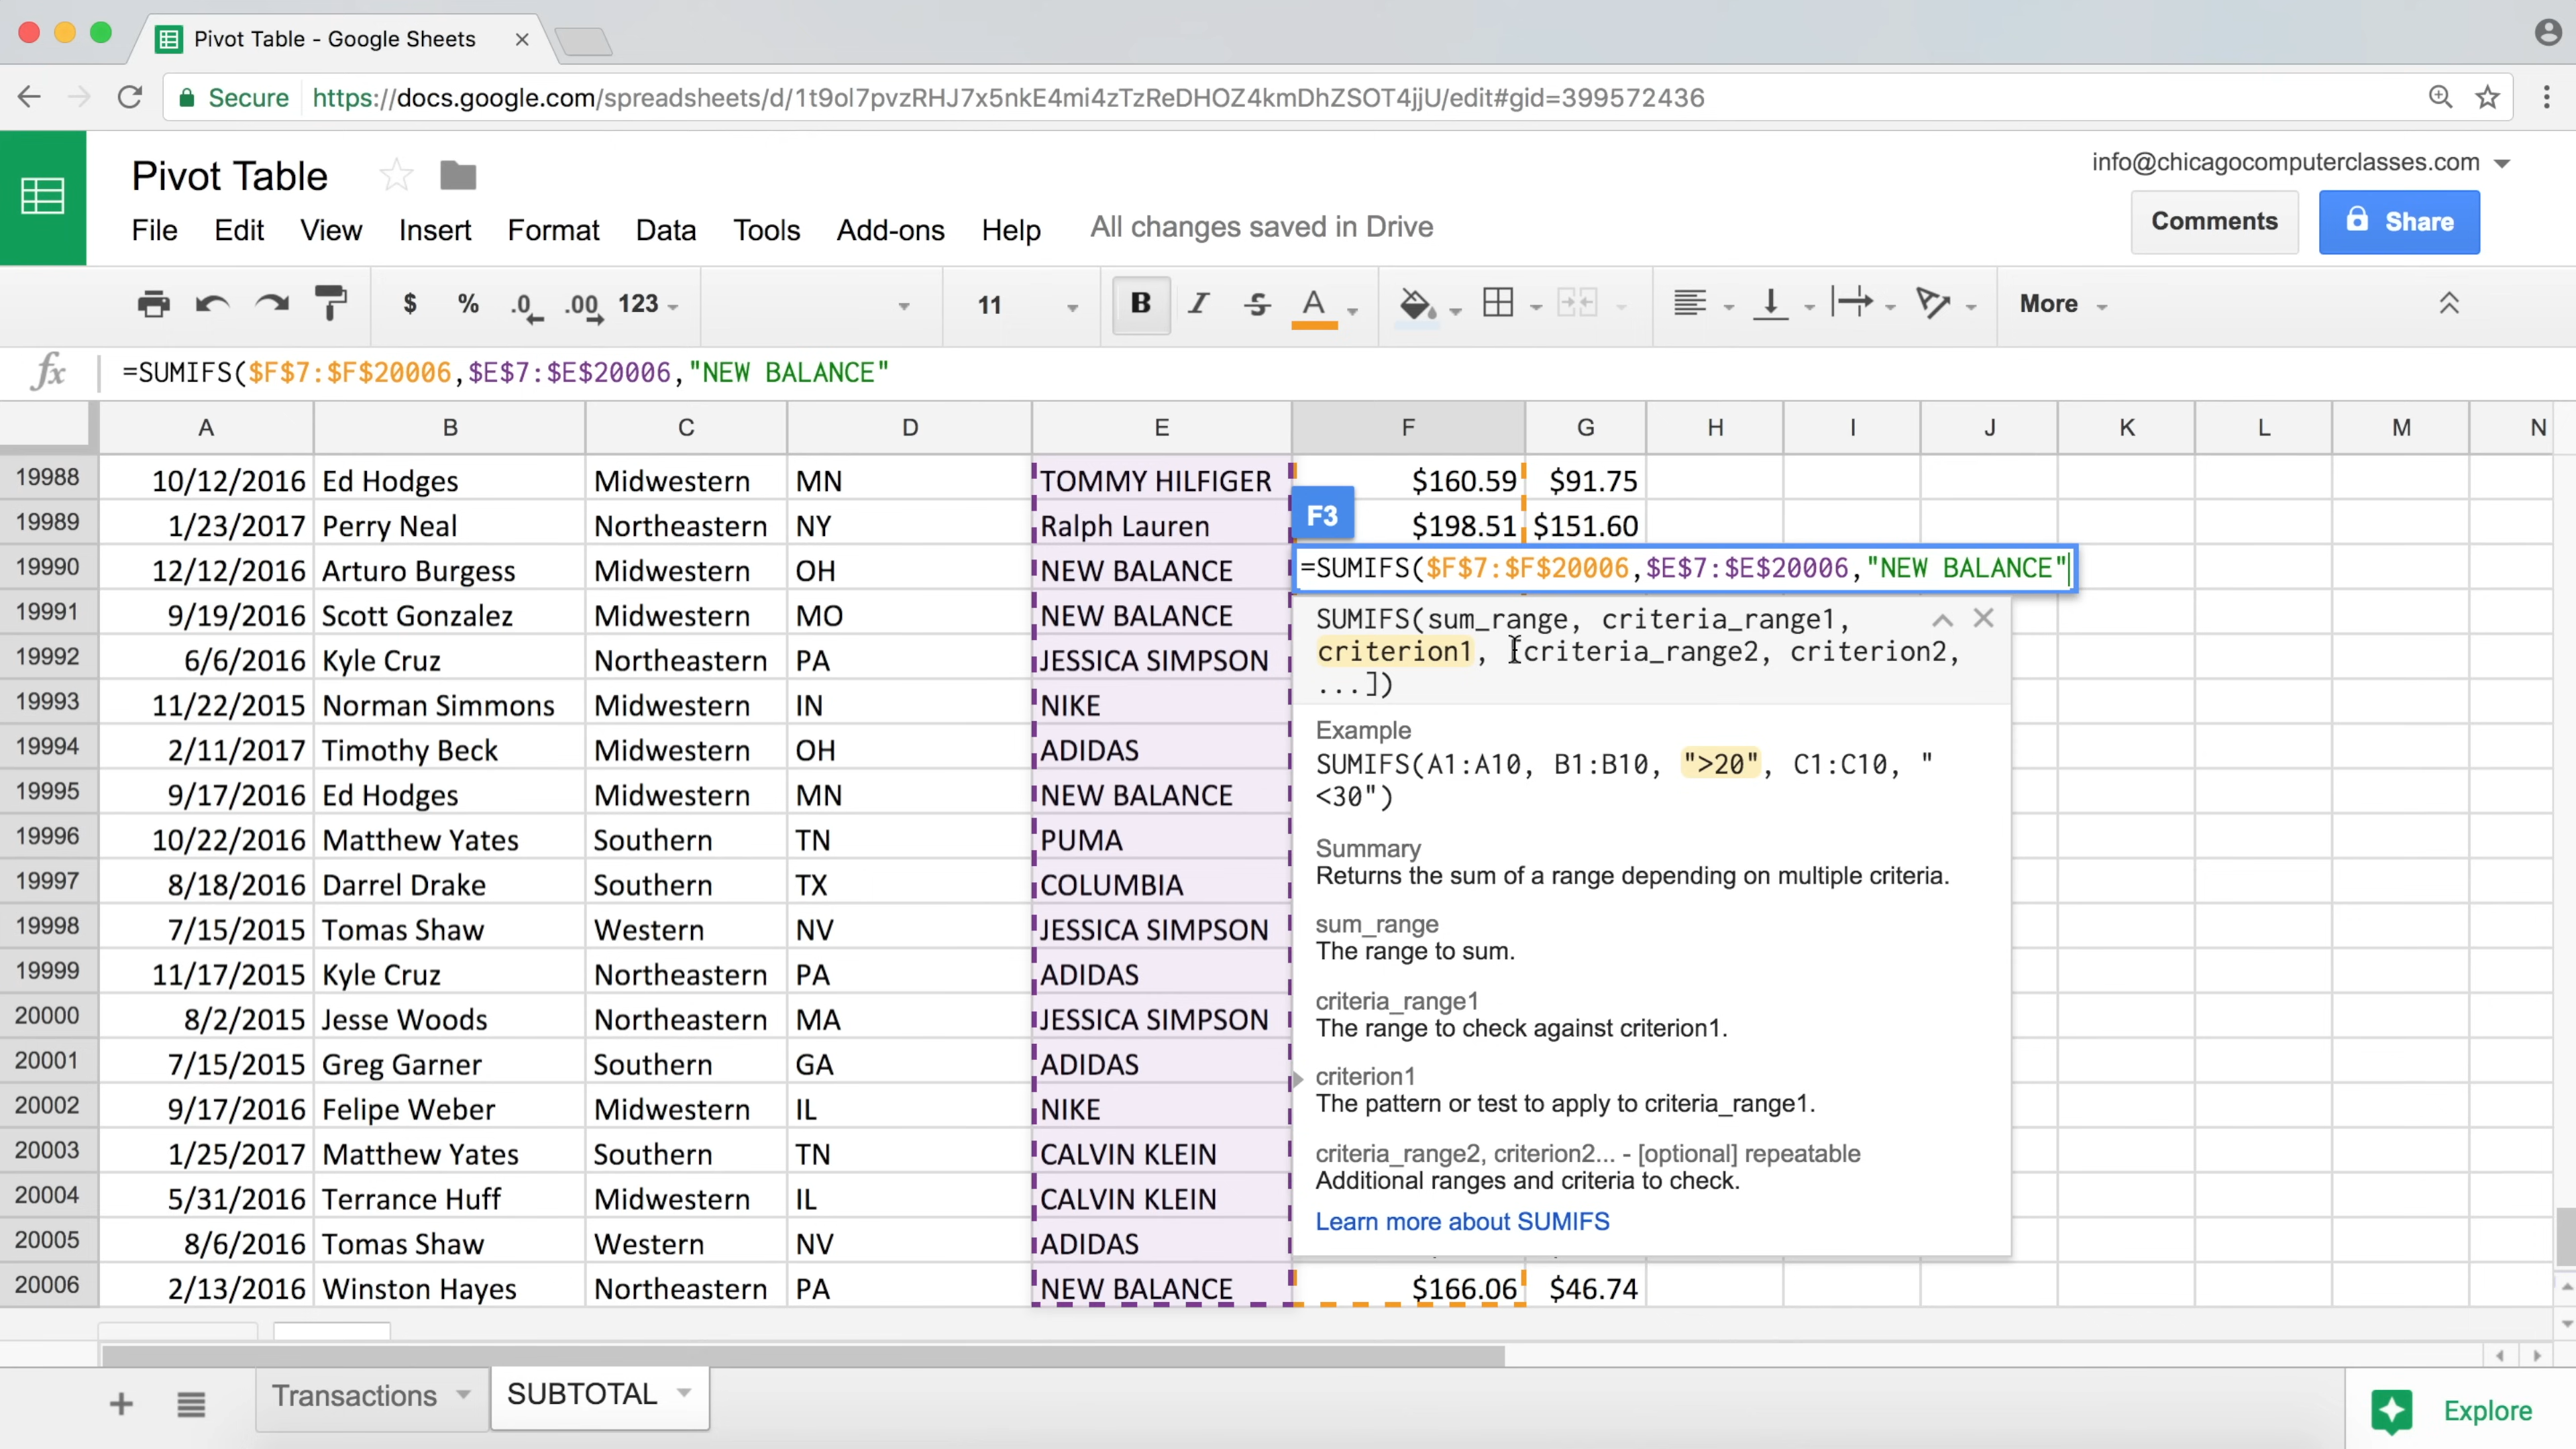 Pivot Table - Google Sheets
Secure https://docs.google.com/spreadsheets/d/1t9ol7pvzRHJ7x5nkE4mi4zTzReDHOZ4kmDhZSOT4jjU/edit#gid=399572436
Pivot Table
info@chicagocomputerclasses.com
File Edit View Insert Format Data Tools Add-ons Help All changes saved in Drive
Comments Share
$ % .0 .00 123 11 B I S A More
fx =SUMIFS($F$7:$F$20006,$E$7:$E$20006,"NEW BALANCE"
A B C D E F G H I J K L M N
19988 10/12/2016 Ed Hodges Midwestern MN TOMMY HILFIGER $160.59 $91.75
F3
19989 1/23/2017 Perry Neal Northeastern NY Ralph Lauren $198.51 $151.60
19990 12/12/2016 Arturo Burgess Midwestern OH NEW BALANCE =SUMIFS($F$7:$F$20006,$E$7:$E$20006,"NEW BALANCE"
19991 9/19/2016 Scott Gonzalez Midwestern MO NEW BALANCE
19992 6/6/2016 Kyle Cruz Northeastern PA JESSICA SIMPSON
19993 11/22/2015 Norman Simmons Midwestern IN NIKE
19994 2/11/2017 Timothy Beck Midwestern OH ADIDAS
19995 9/17/2016 Ed Hodges Midwestern MN NEW BALANCE
19996 10/22/2016 Matthew Yates Southern TN PUMA
19997 8/18/2016 Darrel Drake Southern TX COLUMBIA
19998 7/15/2015 Tomas Shaw Western NV JESSICA SIMPSON
19999 11/17/2015 Kyle Cruz Northeastern PA ADIDAS
20000 8/2/2015 Jesse Woods Northeastern MA JESSICA SIMPSON
20001 7/15/2015 Greg Garner Southern GA ADIDAS
20002 9/17/2016 Felipe Weber Midwestern IL NIKE
20003 1/25/2017 Matthew Yates Southern TN CALVIN KLEIN
20004 5/31/2016 Terrance Huff Midwestern IL CALVIN KLEIN
20005 8/6/2016 Tomas Shaw Western NV ADIDAS
20006 2/13/2016 Winston Hayes Northeastern PA NEW BALANCE $166.06 $46.74
SUMIFS(sum_range, criteria_range1,
criterion1, [criteria_range2, criterion2,
...])
Example
SUMIFS(A1:A10, B1:B10, ">20", C1:C10, "
<30")
Summary
Returns the sum of a range depending on multiple criteria.
sum_range
The range to sum.
criteria_range1
The range to check against criterion1.
criterion1
The pattern or test to apply to criteria_range1.
criteria_range2, criterion2... - [optional] repeatable
Additional ranges and criteria to check.
Learn more about SUMIFS
Transactions SUBTOTAL Explore